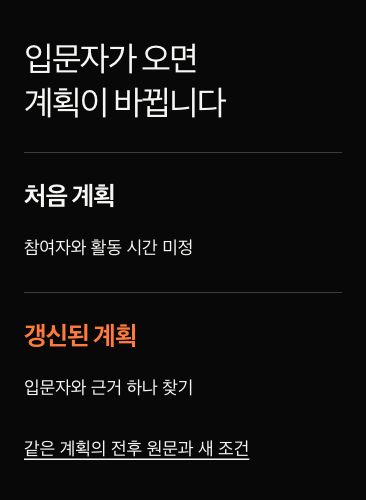 입문자가 오면
계획이 바뀝니다
처음 계획
참여자와 활동 시간 미정
갱신된 계획
입문자와 근거 하나 찾기
같은 계획의 전후 원문과 새 조건